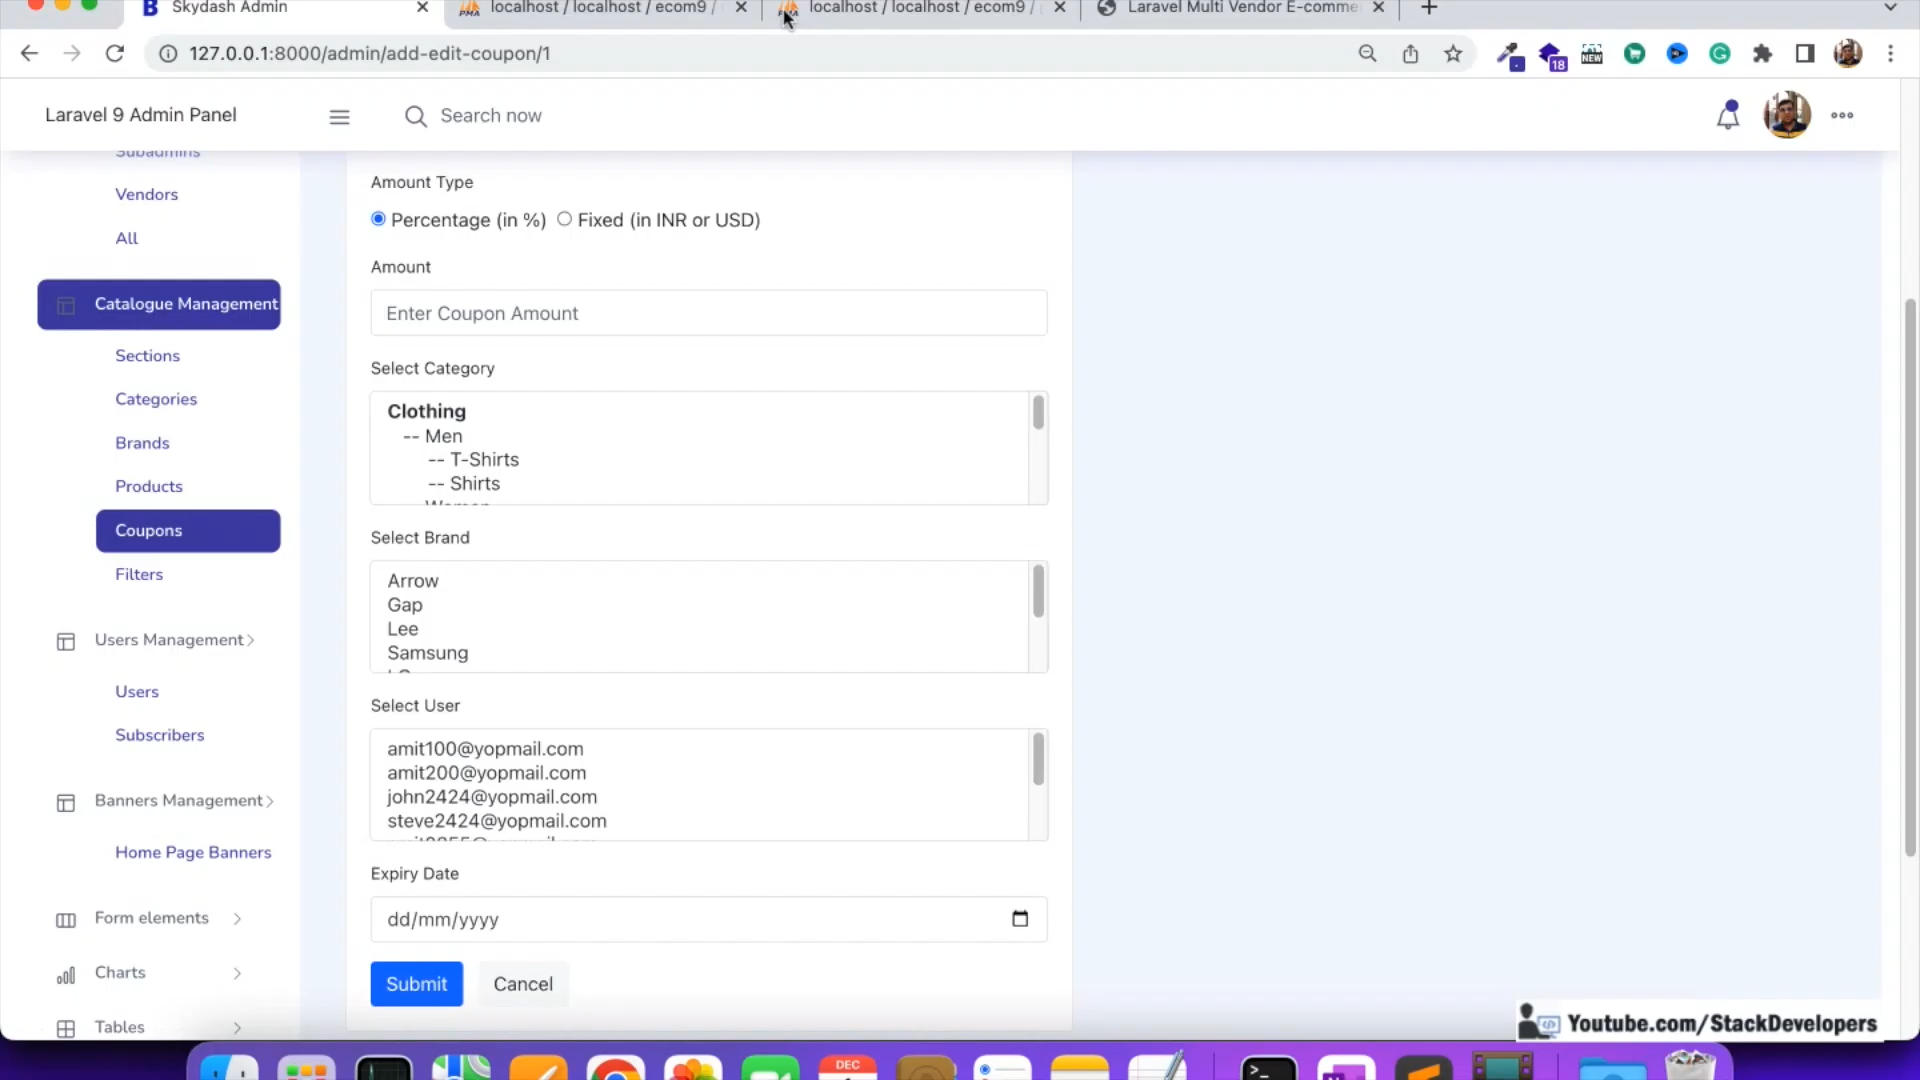 Skydash Admin
localhost / localhost / ecom9 /
localhost / localhost / ecom9 /
Laravel Multi Vendor E-comme
127.0.0.1:8000/admin/add-edit-coupon/1
18
NEW
Laravel 9 Admin Panel
Search now
Subadmins
Vendors
All
Catalogue Management
Sections
Categories
Brands
Products
Coupons
Filters
Users Management
Users
Subscribers
Banners Management
Home Page Banners
Form elements
Charts
Tables
Amount Type
Percentage (in %)
Fixed (in INR or USD)
Amount
Enter Coupon Amount
Select Category
Clothing
-- Men
-- T-Shirts
-- Shirts
Select Brand
Arrow
Gap
Lee
Samsung
Select User
amit100@yopmail.com
amit200@yopmail.com
john2424@yopmail.com
steve2424@yopmail.com
Expiry Date
dd/mm/yyyy
Submit
Cancel
Youtube.com/StackDevelopers
DEC